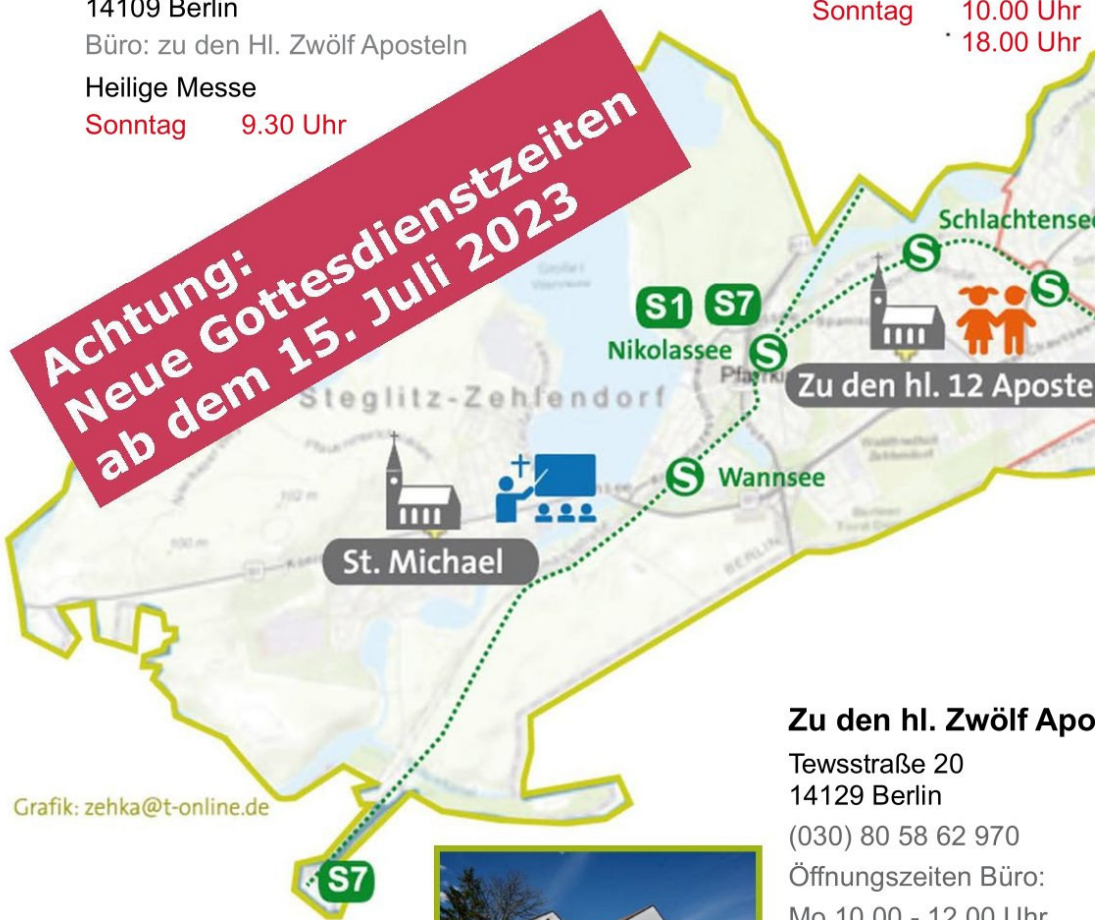 14109 Berlin
Büro: zu den Hl. Zwölf Aposteln
Heilige Messe
Sonntag 9.30 Uhr
Sonntag 10.00 Uhr
18.00 Uhr
Achtung:
Neue Gottesdienstzeiten
ab dem 15. Juli 2023
Schlachtensee
S
S
S1 S7
Nikolassee S
Zu den hl. 12 Aposte
Steglitz-Zehlendorf
S Wannsee
St. Michael
BERLIN
Grafik: zehka@t-online.de
S7
Zu den hl. Zwölf Apo
Tewsstraße 20
14129 Berlin
(030) 80 58 62 970
Öffnungszeiten Büro:
Mo 10.00 - 12.00 Uhr